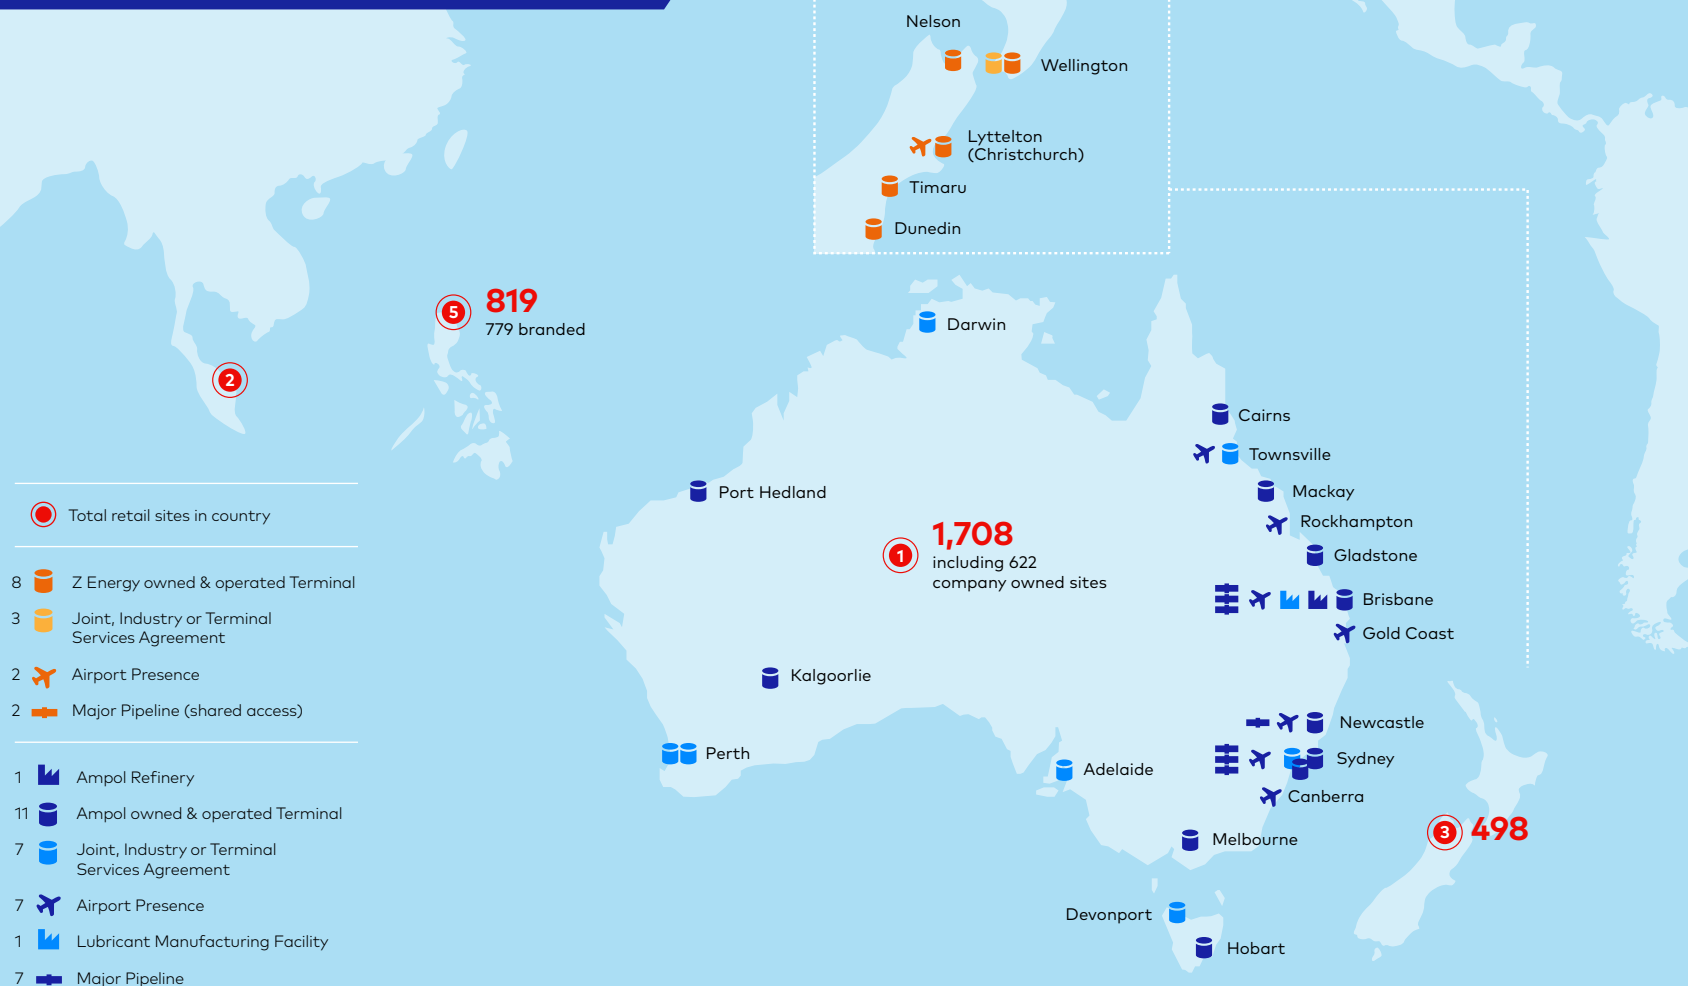 Nelson
Wellington
Lyttelton
(Christchurch)
Timaru
Dunedin
5
819
779 branded
2
Darwin
Cairns
Townsville
Port Hedland
Mackay
Rockhampton
1
1,708
including 622
company owned sites
Gladstone
Brisbane
Gold Coast
Kalgoorlie
Newcastle
Perth
Sydney
Adelaide
Canberra
3
498
Melbourne
Devonport
Hobart
Total retail sites in country
8 Z Energy owned & operated Terminal
3 Joint, Industry or Terminal
Services Agreement
2 Airport Presence
2 Major Pipeline (shared access)
1 Ampol Refinery
11 Ampol owned & operated Terminal
7 Joint, Industry or Terminal
Services Agreement
7 Airport Presence
1 Lubricant Manufacturing Facility
7 Major Pipeline